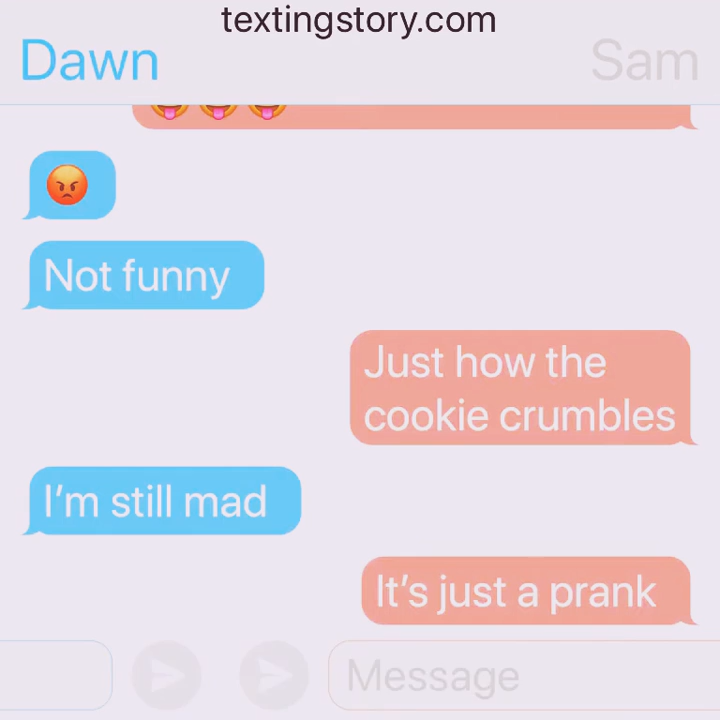 textingstory.com
Dawn
Sam
😡
Not funny
Just how the
cookie crumbles
I'm still mad
It's just a prank
Message